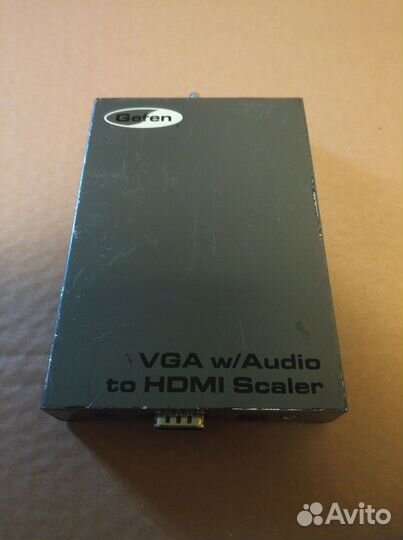 Gefen
VGA w/Audio
to HDMI Scaler
Avito